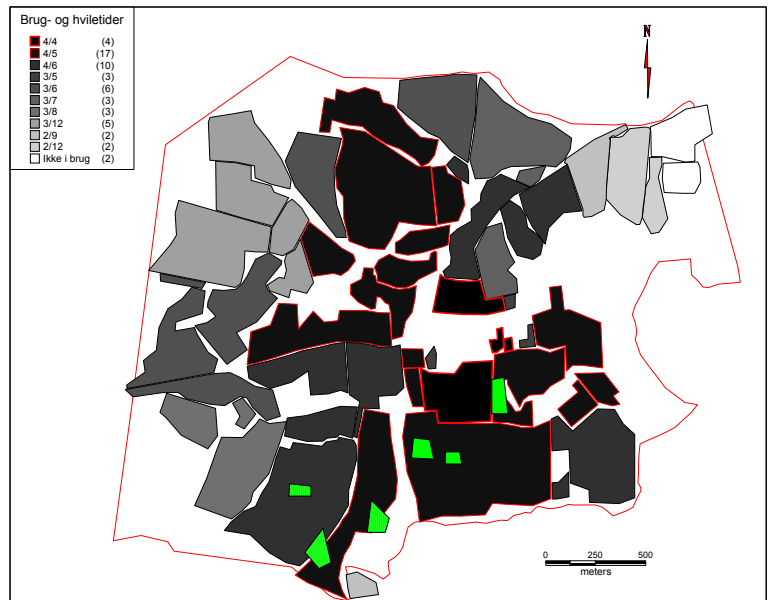 Brug- og hviletider
4/4 (4)
4/5 (17)
4/6 (10)
3/5 (3)
3/6 (6)
3/7 (3)
3/8 (3)
3/12 (5)
2/9 (2)
2/12 (2)
Ikke i brug (2)
N
0 250 500
meters